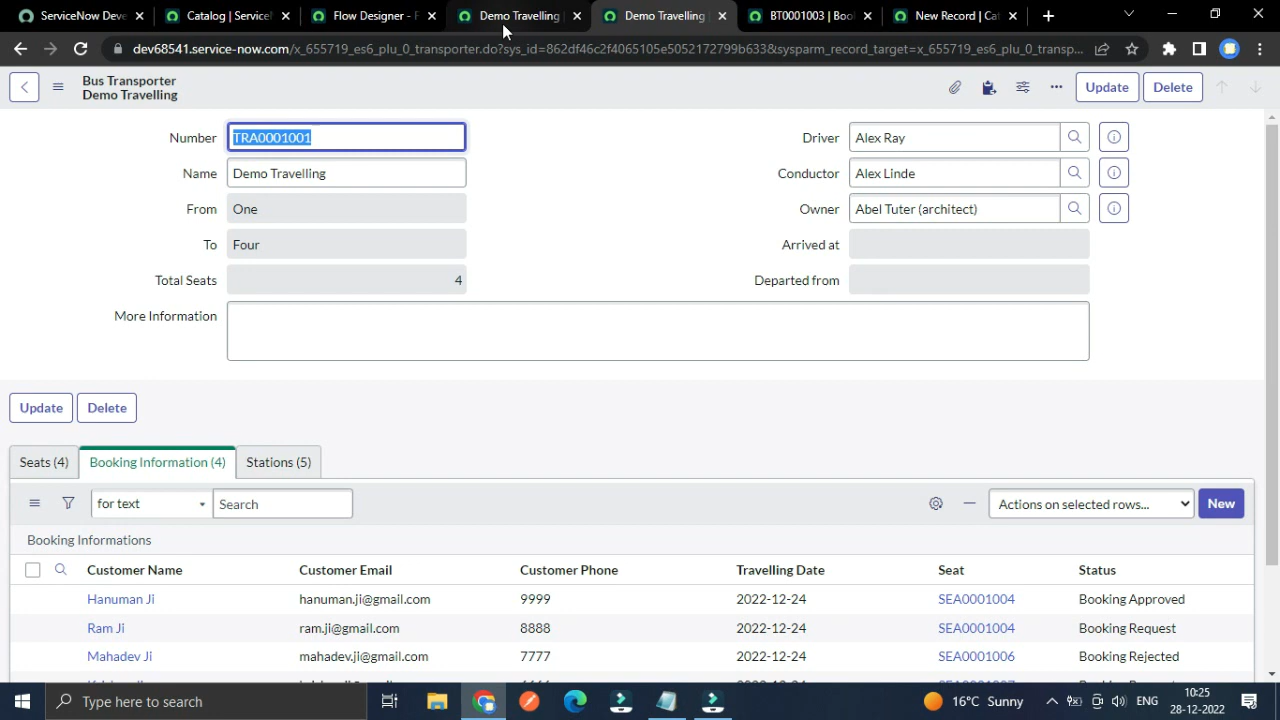 ServiceNow Devel
Catalog | Service
Flow Designer - F
Demo Travelling |
Demo Travelling |
BT0001003 | Boo
New Record | Cat
dev68541.service-now.com/x_655719_es6_plu_0_transporter.do?sys_id=862df46c2f4065105e5052172799b633&sysparm_record_target=x_655719_es6_plu_0_transp...
Bus Transporter
Demo Travelling
Update Delete
Number TRA0001001 Driver Alex Ray
Name Demo Travelling Conductor Alex Linde
From One Owner Abel Tuter (architect)
To Four Arrived at
Total Seats 4 Departed from
More Information
Update Delete
Seats (4) Booking Information (4) Stations (5)
for text Search Actions on selected rows... New
Booking Informations
Customer Name Customer Email Customer Phone Travelling Date Seat Status
Hanuman Ji hanuman.ji@gmail.com 9999 2022-12-24 SEA0001004 Booking Approved
Ram Ji ram.ji@gmail.com 8888 2022-12-24 SEA0001004 Booking Request
Mahadev Ji mahadev.ji@gmail.com 7777 2022-12-24 SEA0001006 Booking Rejected
Type here to search
16°C Sunny
ENG
10:25
28-12-2022